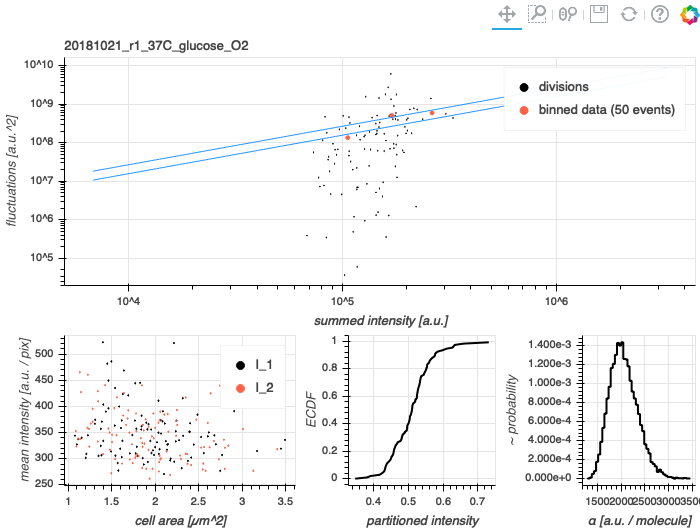 20181021_r1_37C_glucose_O2
10^10
10^9
10^8
10^7
10^6
10^5
fluctuations [a.u.^2]
divisions
binned data (50 events)
10^4
10^5
10^6
summed intensity [a.u.]
500
450
400
350
300
250
mean intensity [a.u. / pix]
I_1
I_2
1
1.5
2
2.5
3
3.5
cell area [µm^2]
1
0.8
0.6
0.4
0.2
0
ECDF
0.4
0.5
0.6
0.7
partitioned intensity
1.400e-3
1.200e-3
1.000e-3
8.000e-4
6.000e-4
4.000e-4
2.000e-4
0.000e+0
~ probability
1500
2000
2500
3000
350
α [a.u. / molecule]